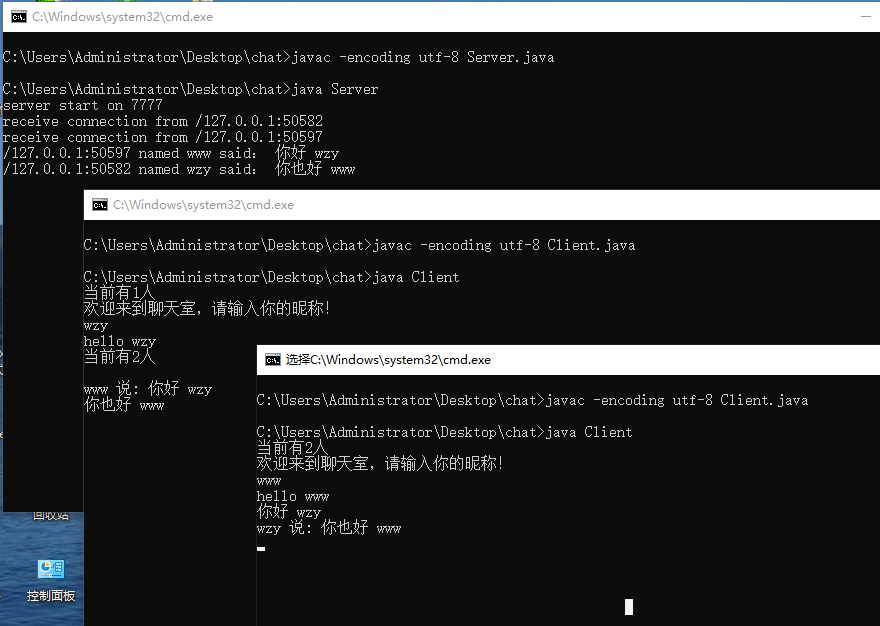 C:\Windows\system32\cmd.exe
C:\Users\Administrator\Desktop\chat>javac -encoding utf-8 Server.java
C:\Users\Administrator\Desktop\chat>java Server
server start on 7777
receive connection from /127.0.0.1:50582
receive connection from /127.0.0.1:50597
/127.0.0.1:50597 named www said: 你好 wzy
/127.0.0.1:50582 named wzy said: 你也好 www
C:\Windows\system32\cmd.exe
C:\Users\Administrator\Desktop\chat>javac -encoding utf-8 Client.java
C:\Users\Administrator\Desktop\chat>java Client
当前有1人
欢迎来到聊天室，请输入你的昵称！
wzy
hello wzy
当前有2人
www 说: 你好 wzy
你也好 www
选择C:\Windows\system32\cmd.exe
C:\Users\Administrator\Desktop\chat>javac -encoding utf-8 Client.java
C:\Users\Administrator\Desktop\chat>java Client
当前有2人
欢迎来到聊天室，请输入你的昵称！
www
hello www
你好 wzy
wzy 说: 你也好 www
回收站
控制面板